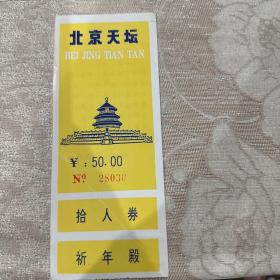 北京天坛
BEI JING TIAN TAN
￥:50.00
№ 28030
拾人券
祈年殿